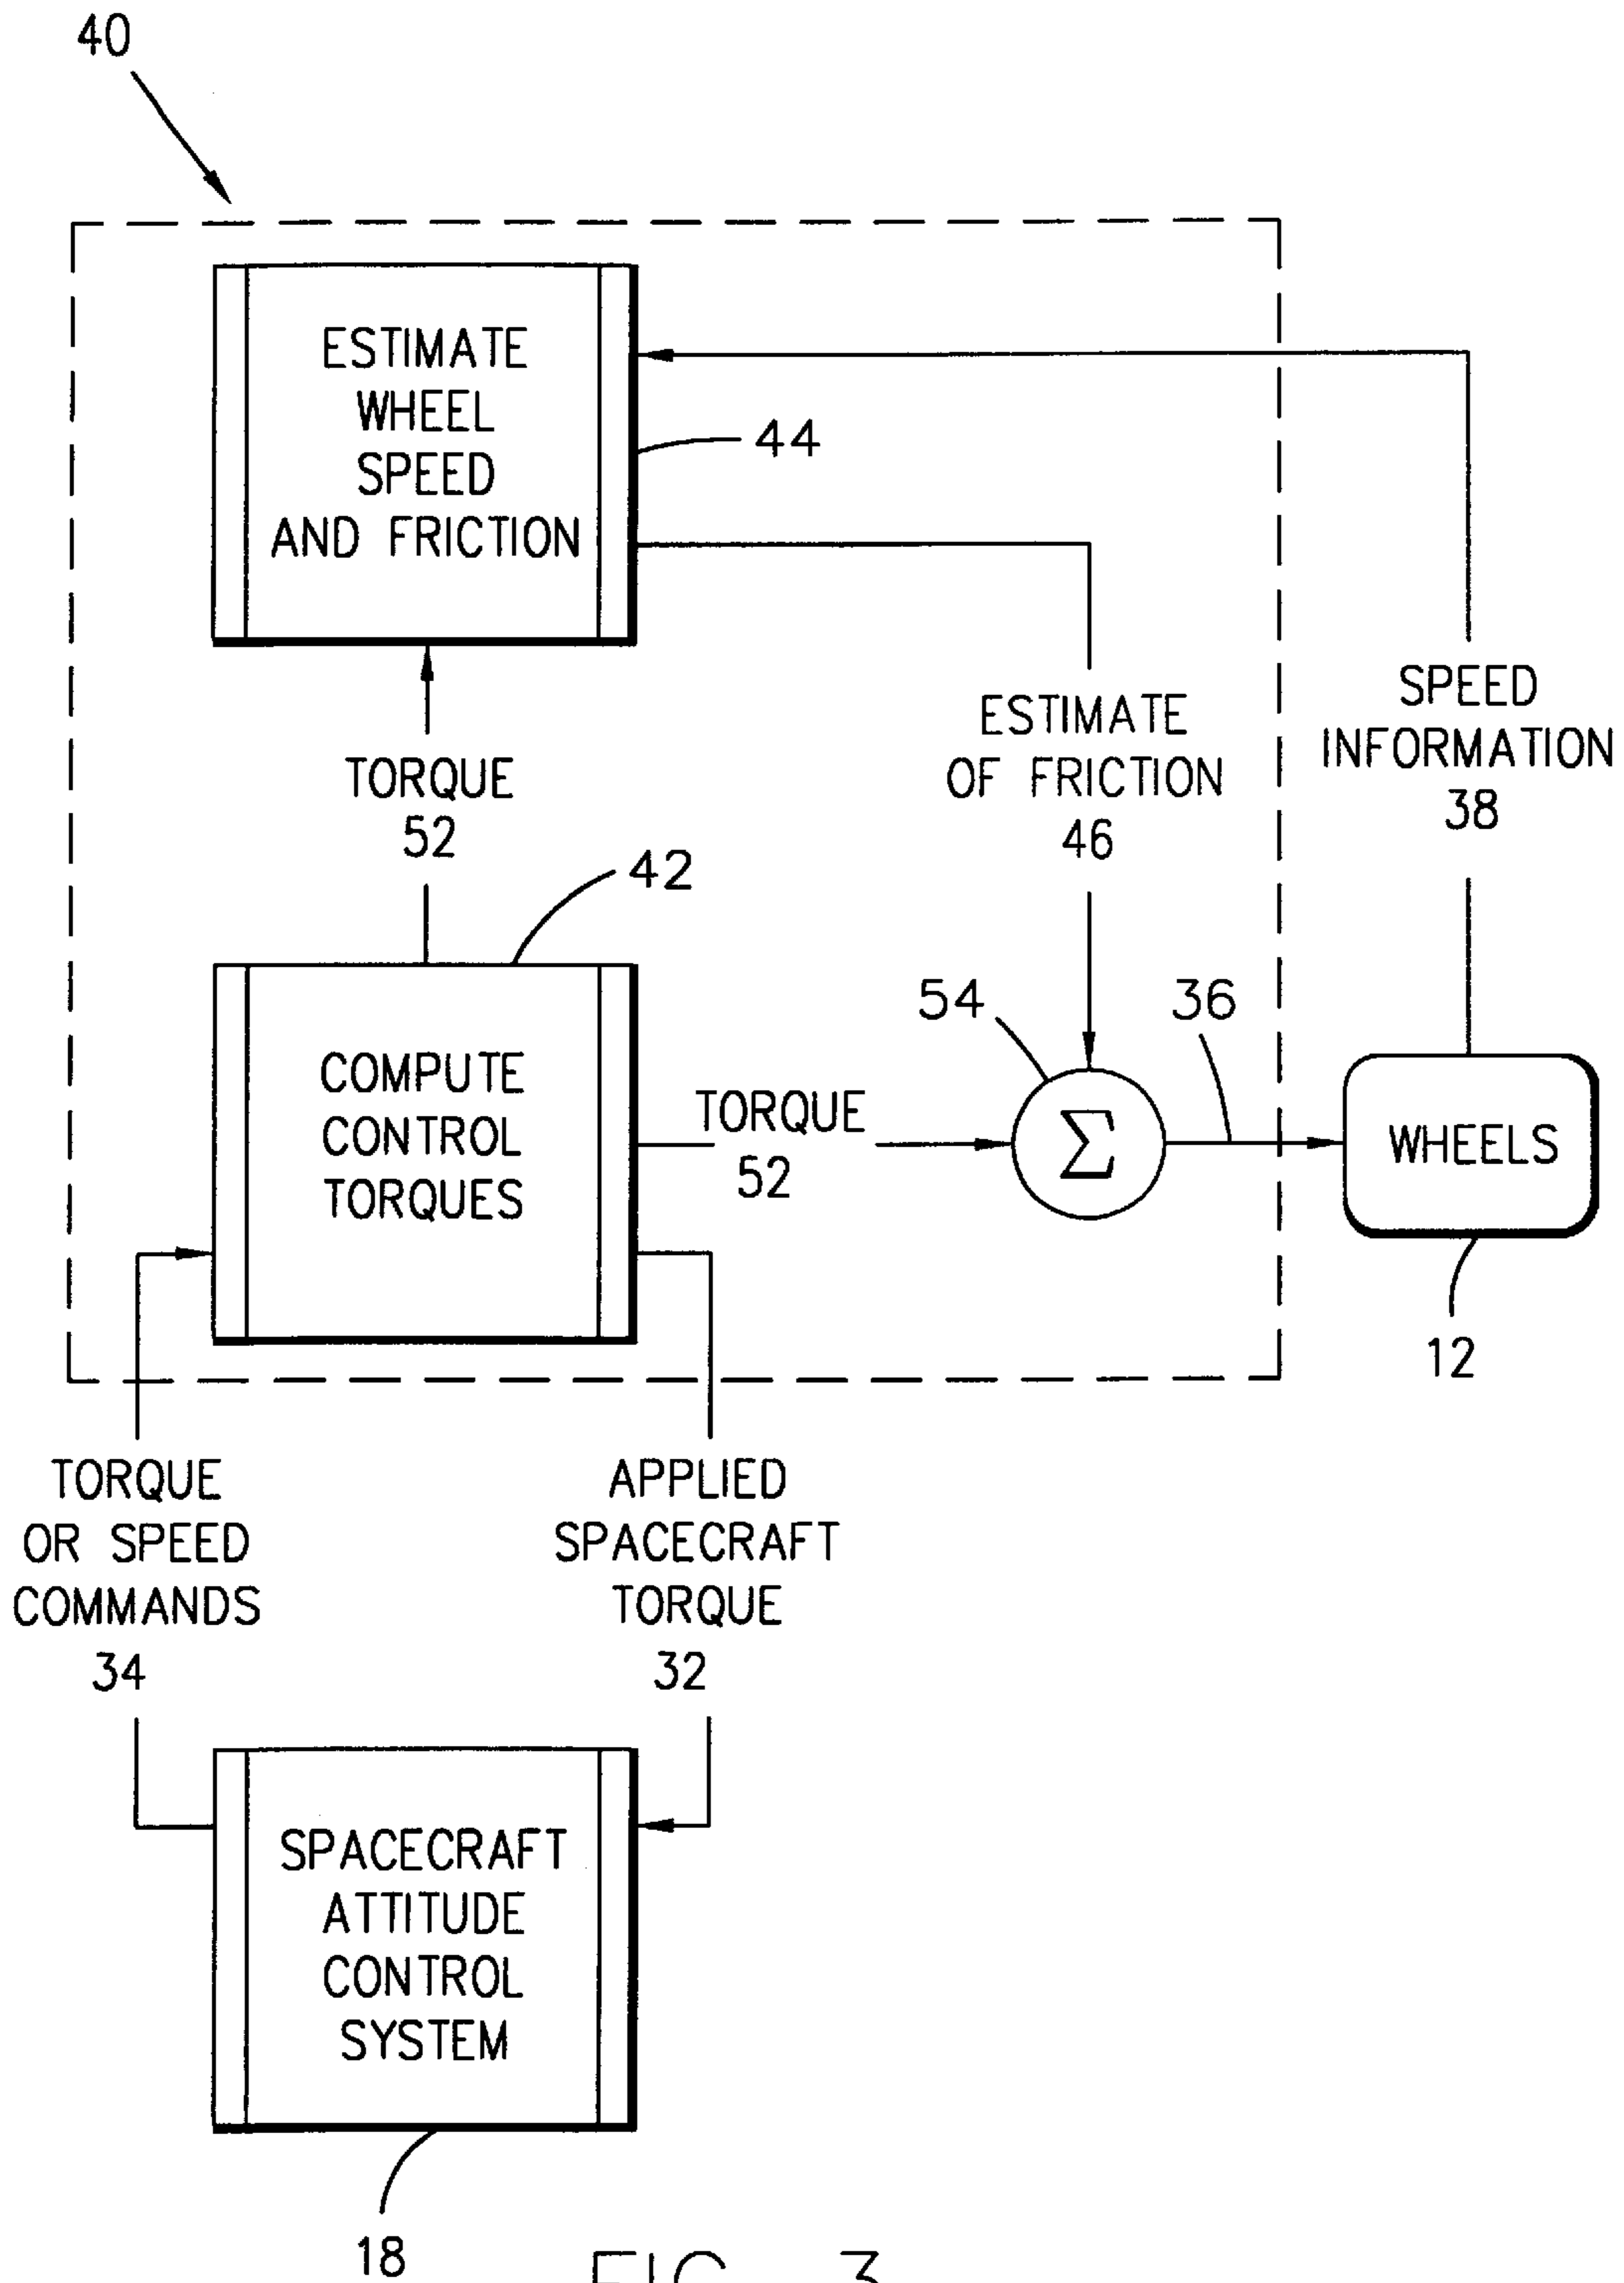 40
ESTIMATE
WHEEL
SPEED
AND FRICTION
44
TORQUE
52
ESTIMATE
OF FRICTION
46
SPEED
INFORMATION
38
42
COMPUTE
CONTROL
TORQUES
TORQUE
52
54
Σ
36
WHEELS
12
TORQUE
OR SPEED
COMMANDS
34
APPLIED
SPACECRAFT
TORQUE
32
SPACECRAFT
ATTITUDE
CONTROL
SYSTEM
18
FIG. 3